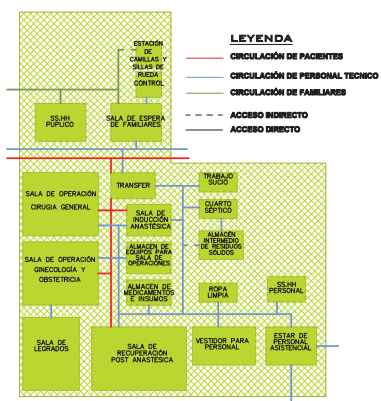 LEYENDA
CIRCULACIÓN DE PACIENTES
CIRCULACIÓN DE PERSONAL TECNICO
CIRCULACIÓN DE FAMILIARES
ACCESO INDIRECTO
ACCESO DIRECTO
ESTACIÓN
DE
CAMILLAS Y
SILLAS DE
RUEDA
CONTROL
SS.HH
PUPLICO
SALA DE ESPERA
DE FAMILIARES
TRANSFER
TRABAJO
SUCIO
SALA DE OPERACIÓN
CIRUGIA GENERAL
CUARTO
SÉPTICO
SALA DE
INDUCCIÓN
ANASTÉSICA
ALMACÉN
INTERMEDIO
DE RESIDUOS
SÓLIDOS
ALMACEN DE
EQUIPOS PARA
SALA DE
OPERACIONES
SALA DE OPERACIÓN
GINECOLOGÍA Y
OBSTETRICIA
ALMACEN DE
MEDICAMENTOS
E INSUMOS
ROPA
LIMPIA
SS.HH
PERSONAL
SALA DE
LEGRADOS
SALA DE
RECUPERACIÓN
POST ANASTÉSICA
VESTIDOR PARA
PERSONAL
ESTAR DE
PERSONAL
ASISTENCIAL